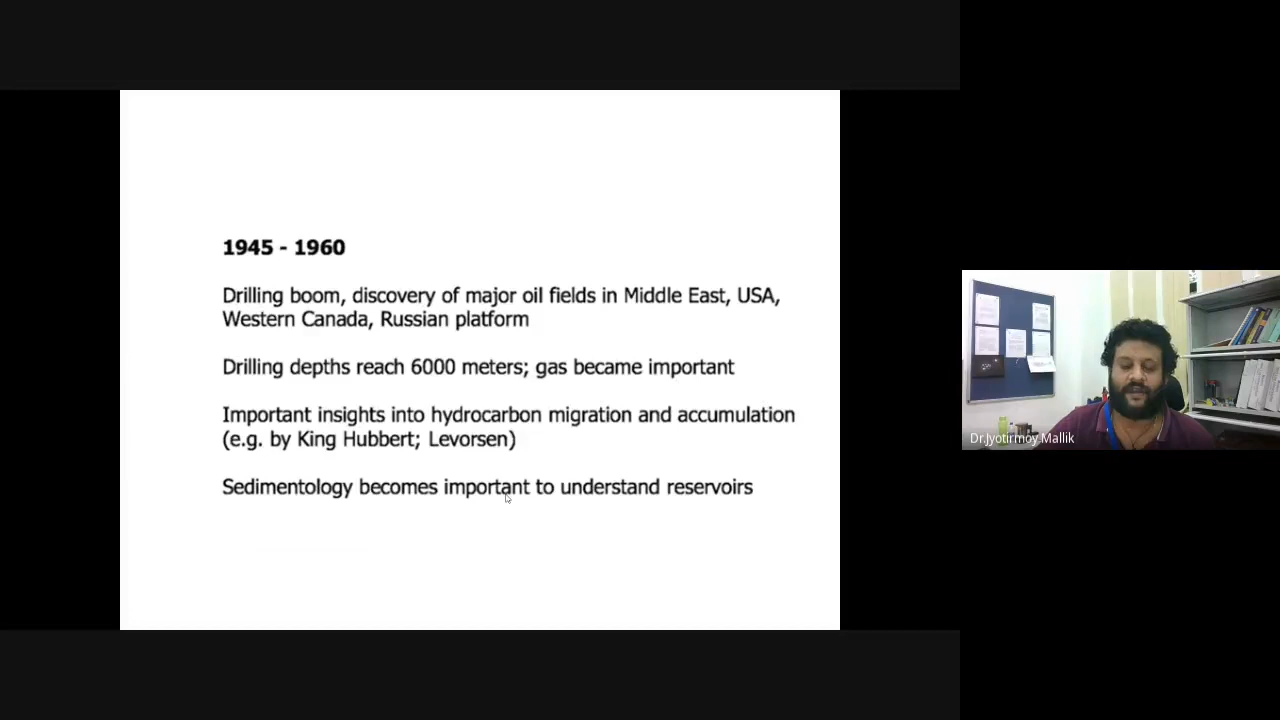 1945 - 1960
Drilling boom, discovery of major oil fields in Middle East, USA,
Western Canada, Russian platform
Drilling depths reach 6000 meters; gas became important
Important insights into hydrocarbon migration and accumulation
(e.g. by King Hubbert; Levorsen)
Sedimentology becomes important to understand reservoirs
Dr.Jyotirmoy.Mallik